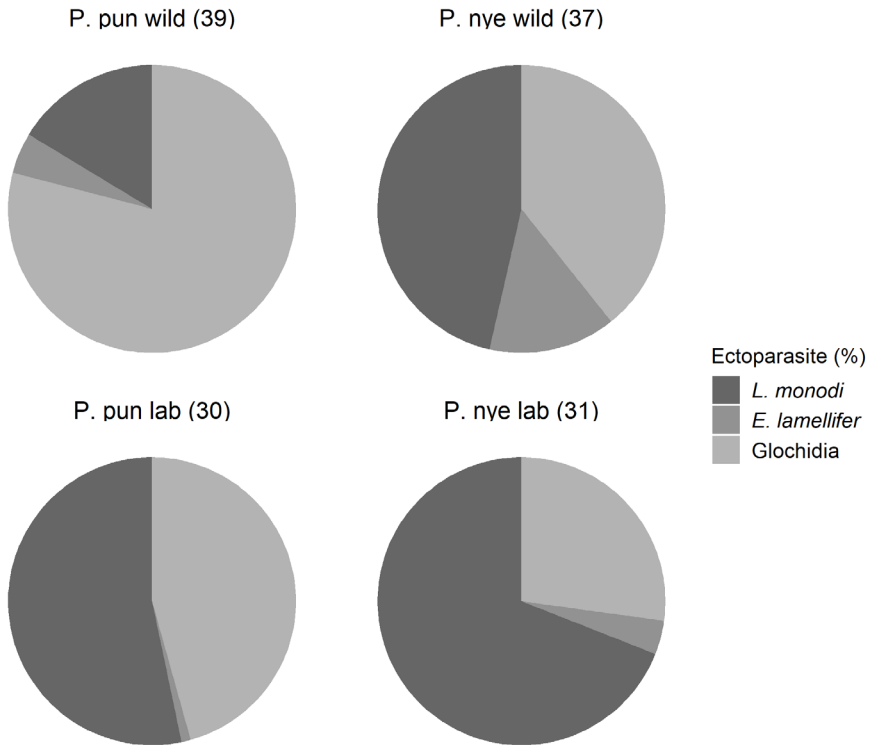 P. pun wild (39)
P. nye wild (37)
P. pun lab (30)
P. nye lab (31)
Ectoparasite (%)
L. monodi
E. lamellifer
Glochidia